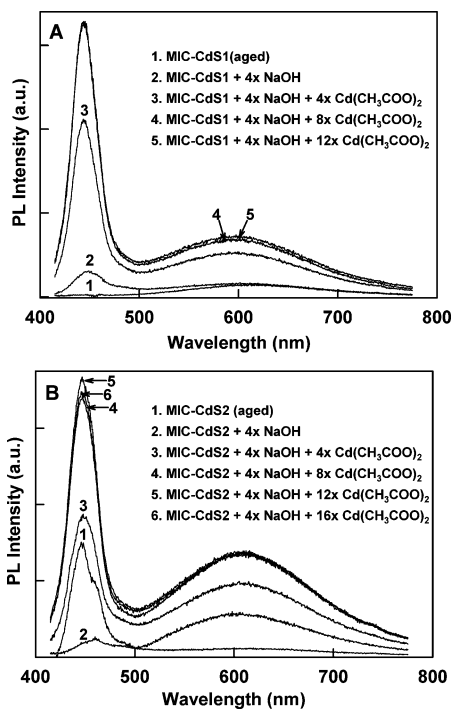 A
1. MIC-CdS1(aged)
2. MIC-CdS1 + 4x NaOH
3. MIC-CdS1 + 4x NaOH + 4x Cd(CH₃COO)₂
4. MIC-CdS1 + 4x NaOH + 8x Cd(CH₃COO)₂
5. MIC-CdS1 + 4x NaOH + 12x Cd(CH₃COO)₂
3
4 5
2
1
PL Intensity (a.u.)
400 500 600 700 800
Wavelength (nm)
B
5
6
4
1. MIC-CdS2 (aged)
2. MIC-CdS2 + 4x NaOH
3. MIC-CdS2 + 4x NaOH + 4x Cd(CH₃COO)₂
4. MIC-CdS2 + 4x NaOH + 8x Cd(CH₃COO)₂
5. MIC-CdS2 + 4x NaOH + 12x Cd(CH₃COO)₂
6. MIC-CdS2 + 4x NaOH + 16x Cd(CH₃COO)₂
3
1
2
PL Intensity (a.u.)
400 500 600 700 800
Wavelength (nm)